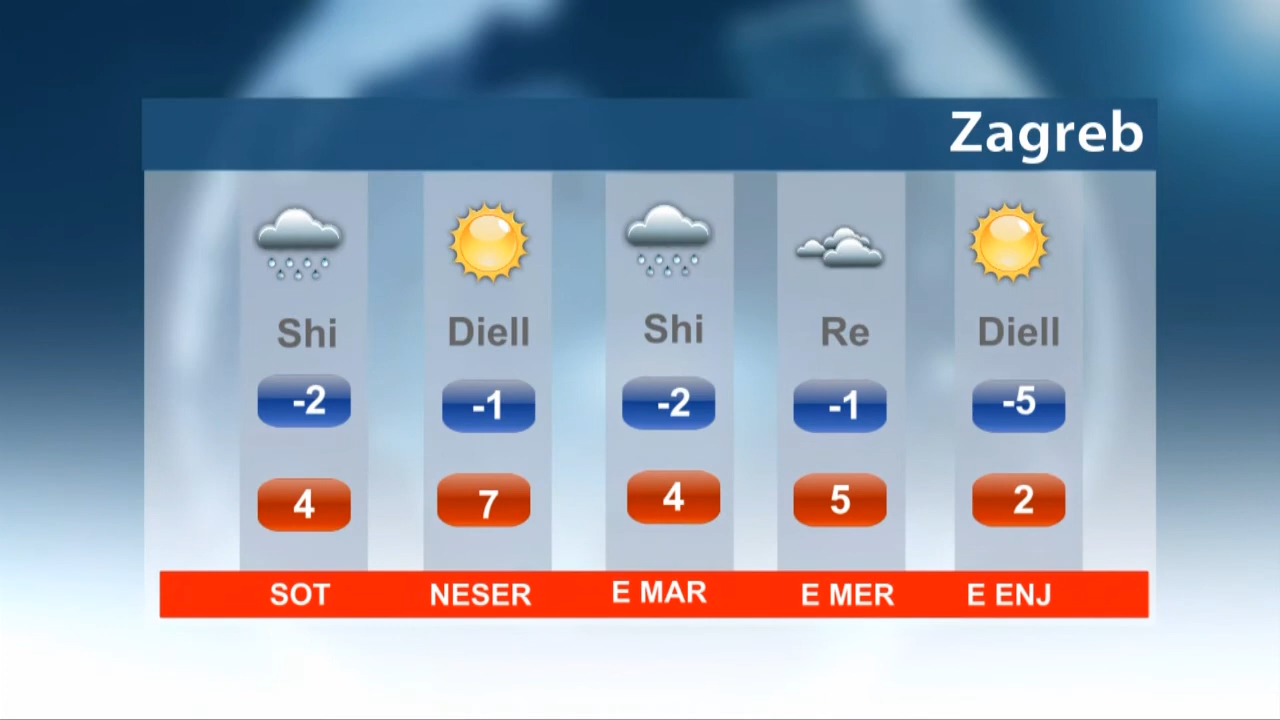 Zagreb
Shi Diell Shi Re Diell
-2 -1 -2 -1 -5
4 7 4 5 2
SOT NESER E MAR E MER E ENJ